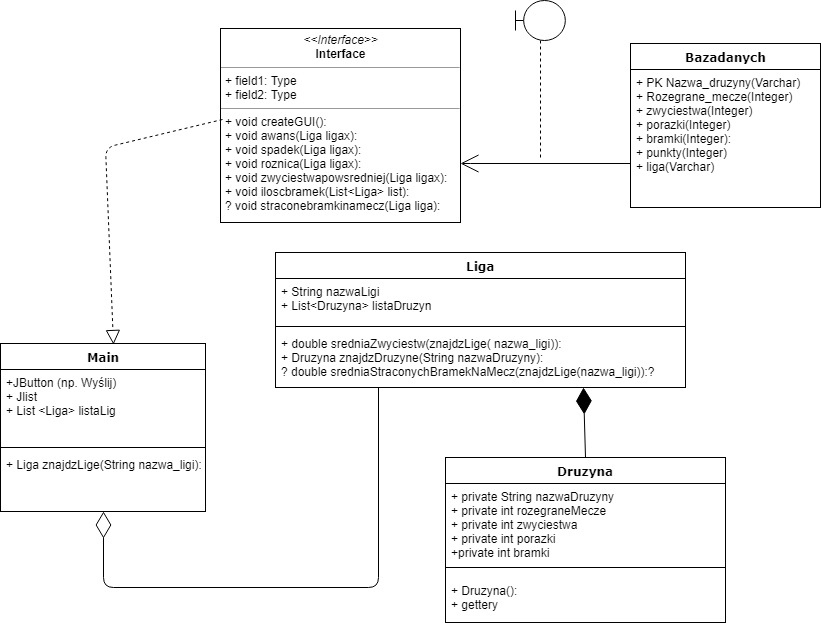 <<Interface>>
Interface
+ field1: Type
+ field2: Type
+ void createGUI():
+ void awans(Liga ligax):
+ void spadek(Liga ligax):
+ void roznica(Liga ligax):
+ void zwyciestwapowsredniej(Liga ligax):
+ void iloscbramek(List<Liga> list):
? void straconebramkinamecz(Liga liga):
Bazadanych
+ PK Nazwa_druzyny(Varchar)
+ Rozegrane_mecze(Integer)
+ zwyciestwa(Integer)
+ porazki(Integer)
+ bramki(Integer):
+ punkty(Integer)
+ liga(Varchar)
Liga
+ String nazwaLigi
+ List<Druzyna> listaDruzyn
+ double sredniaZwyciestw(znajdzLige( nazwa_ligi)):
+ Druzyna znajdzDruzyne(String nazwaDruzyny):
? double sredniaStraconychBramekNaMecz(znajdzLige(nazwa_ligi)):?
Main
+JButton (np. Wyślij)
+ Jlist
+ List <Liga> listaLig
+ Liga znajdzLige(String nazwa_ligi):
Druzyna
+ private String nazwaDruzyny
+ private int rozegraneMecze
+ private int zwyciestwa
+ private int porazki
+private int bramki
+ Druzyna():
+ gettery